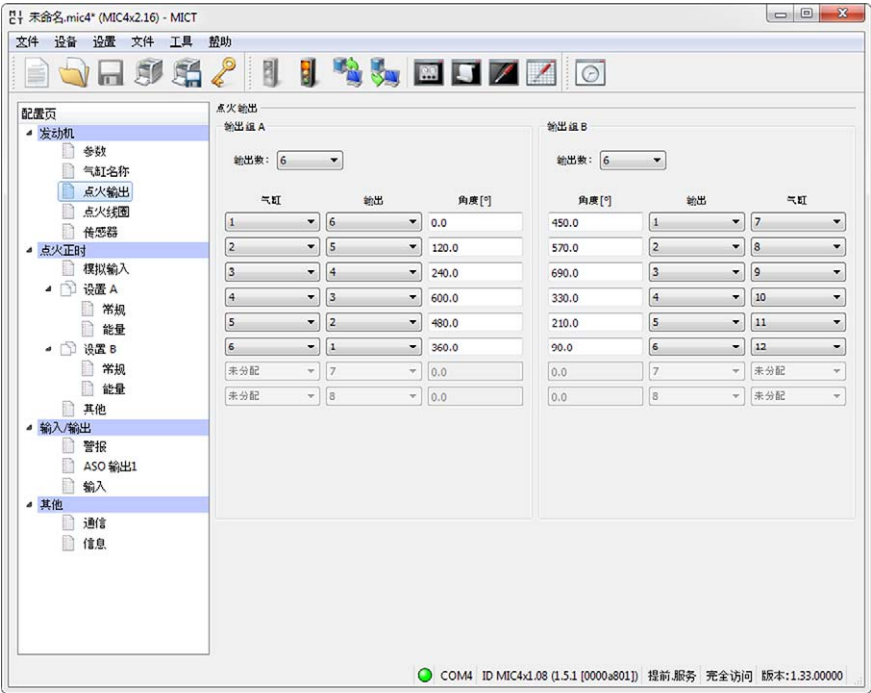 未命名.mic4* (MIC4x2.16) - MICT
文件 设备 设置 文件 工具 帮助
配置页
发动机
参数
气缸名称
点火输出
点火线圈
传感器
点火正时
模拟输入
设置 A
常规
能量
设置 B
常规
能量
其他
输入/输出
警报
ASO 输出1
输入
其他
通信
信息
点火输出
输出组 A
输出数: 6
气缸 输出 角度[°]
1 6 0.0
2 5 120.0
3 4 240.0
4 3 600.0
5 2 480.0
6 1 360.0
未分配 7 0.0
未分配 8 0.0
输出组 B
输出数: 6
角度[°] 输出 气缸
450.0 1 7
570.0 2 8
690.0 3 9
330.0 4 10
210.0 5 11
90.0 6 12
0.0 7 未分配
0.0 8 未分配
COM4 ID MIC4x1.08 (1.5.1 [0000a801]) 提前.服务 完全访问 版本:1.33.00000